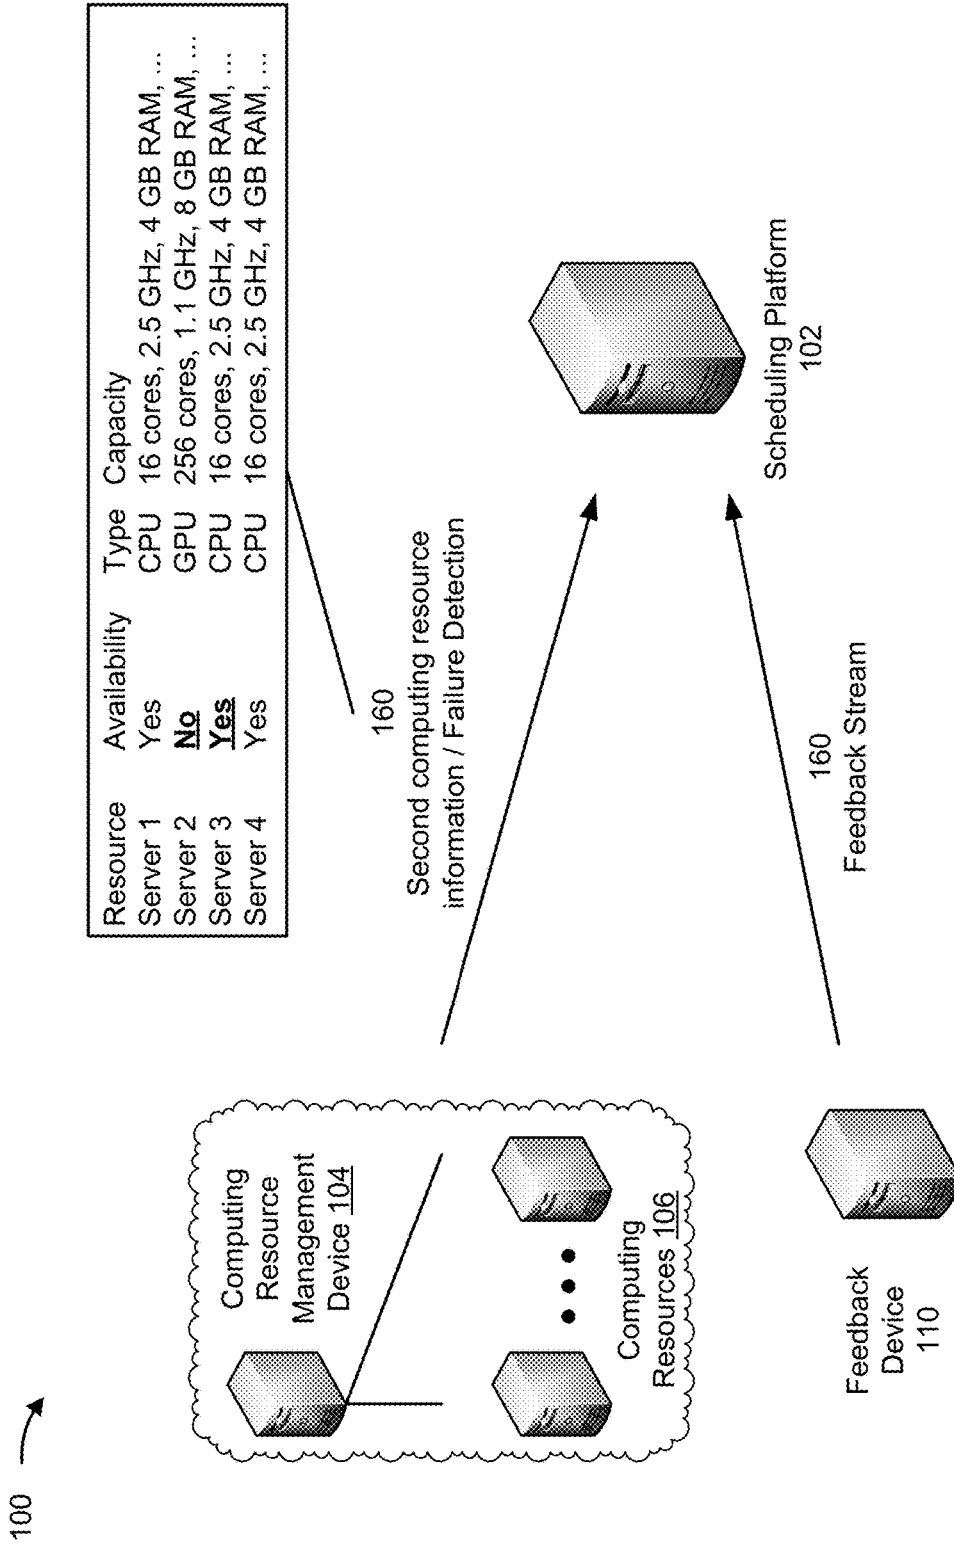 100
Resource Availability Type Capacity
Server 1 Yes CPU 16 cores, 2.5 GHz, 4 GB RAM, ...
Server 2 No GPU 256 cores, 1.1 GHz, 8 GB RAM, ...
Server 3 Yes CPU 16 cores, 2.5 GHz, 4 GB RAM, ...
Server 4 Yes CPU 16 cores, 2.5 GHz, 4 GB RAM, ...
Computing
Resource
Management
Device 104
160
Second computing resource
information / Failure Detection
Computing
Resources 106
Scheduling Platform
102
160
Feedback Stream
Feedback
Device
110